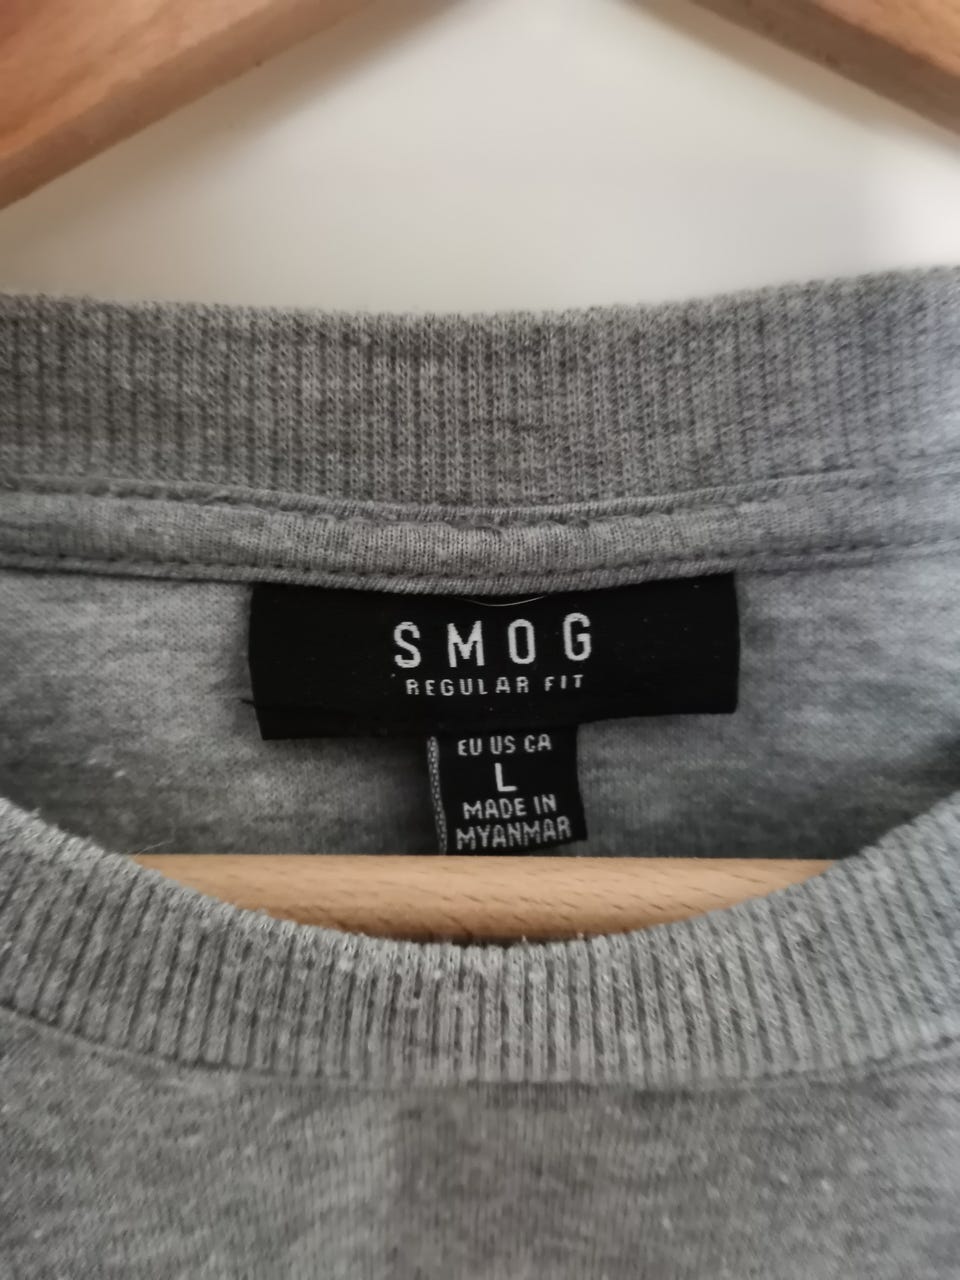 SMOG
REGULAR FIT
EU US CA
L
MADE IN
MYANMAR